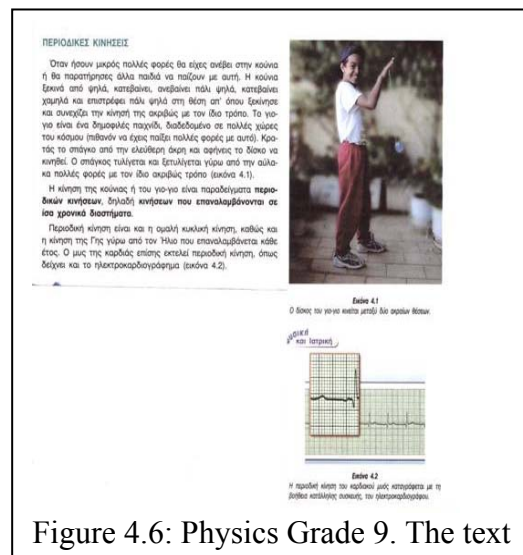 ΠΕΡΙΟΔΙΚΕΣ ΚΙΝΗΣΕΙΣ
Όταν ήσουν μικρός πολλές φορές θα είχες ανέβει στην κούνια
ή θα παρατήρησες άλλα παιδιά να παίζουν με αυτή. Η κούνια
ξεκινά από ψηλά, κατεβαίνει, ανεβαίνει πάλι ψηλά, κατεβαίνει
χαμηλά και επιστρέφει πάλι ψηλά στη θέση απ' όπου ξεκίνησε
και συνεχίζει την κίνησή της ακριβώς με τον ίδιο τρόπο. Το γιο-
γιο είναι ένα δημοφιλές παιχνίδι, διαδεδομένο σε πολλές χώρες
του κόσμου (πιθανόν να έχεις παίξει πολλές φορές με αυτό). Κρα-
τάς το σπάγκο από την ελεύθερη άκρη και αφήνεις το δίσκο να
κινηθεί. Ο σπάγκος τυλίγεται και ξετυλίγεται γύρω από την αύλα-
κα πολλές φορές με τον ίδιο ακριβώς τρόπο (εικόνα 4.1).
Η κίνηση της κούνιας ή του γιο-γιο είναι παραδείγματα περιο-
δικών κινήσεων, δηλαδή κινήσεων που επαναλαμβάνονται σε
ίσα χρονικά διαστήματα.
Περιοδική κίνηση είναι και η ομαλή κυκλική κίνηση, καθώς και
η κίνηση της Γης γύρω από τον Ήλιο που επαναλαμβάνεται κάθε
έτος. Ο μυς της καρδιάς επίσης εκτελεί περιοδική κίνηση, όπως
δείχνει και το ηλεκτροκαρδιογράφημα (εικόνα 4.2).
Εικόνα 4.1
Ο δίσκος του γιο-γιο κινείται μεταξύ δύο ακραίων θέσεων.
και Ιατρική
Εικόνα 4.2
Η περιοδική κίνηση του καρδιακού μυός καταγράφεται με τη
βοήθεια κατάλληλης συσκευής, του ηλεκτροκαρδιογράφου.
Figure 4.6: Physics Grade 9. The text